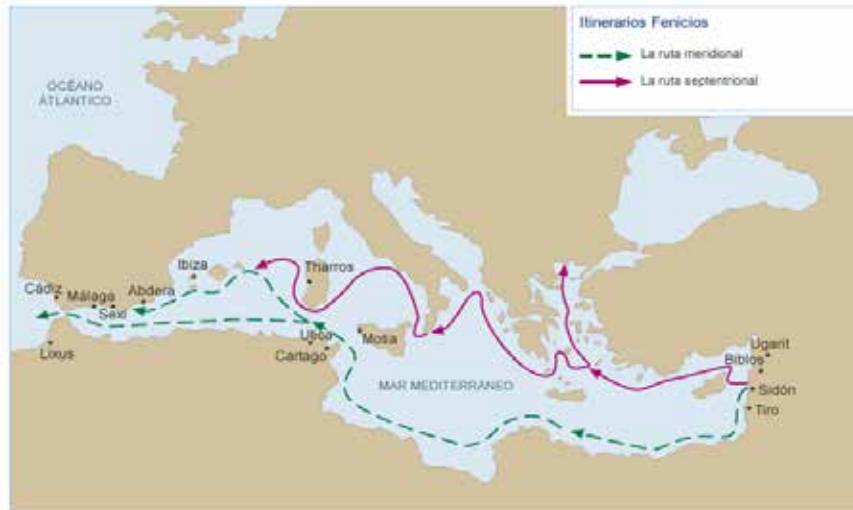 Itinerarios Fenicios
La ruta meridional
La ruta septentrional
OCÉANO
ATLÁNTICO
Ibiza
Tharros
Cádiz
Málaga
Abdera
Sexi
Lixus
Utica
Cartago
Motia
MAR MEDITERRANEO
Ugarit
Biblos
Sidón
Tiro